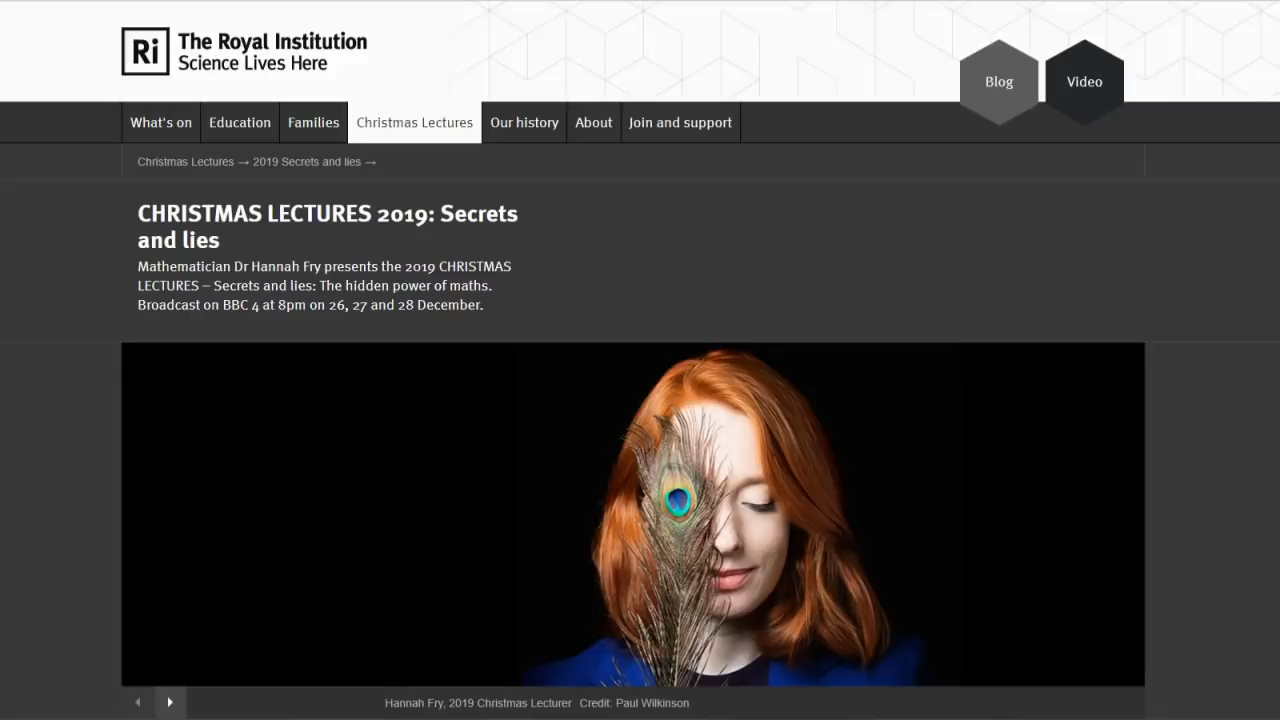 Ri
The Royal Institution
Science Lives Here
Blog
Video
What's on
Education
Families
Christmas Lectures
Our history
About
Join and support
Christmas Lectures → 2019 Secrets and lies →
CHRISTMAS LECTURES 2019: Secrets
and lies
Mathematician Dr Hannah Fry presents the 2019 CHRISTMAS
LECTURES – Secrets and lies: The hidden power of maths.
Broadcast on BBC 4 at 8pm on 26, 27 and 28 December.
Hannah Fry, 2019 Christmas Lecturer Credit: Paul Wilkinson